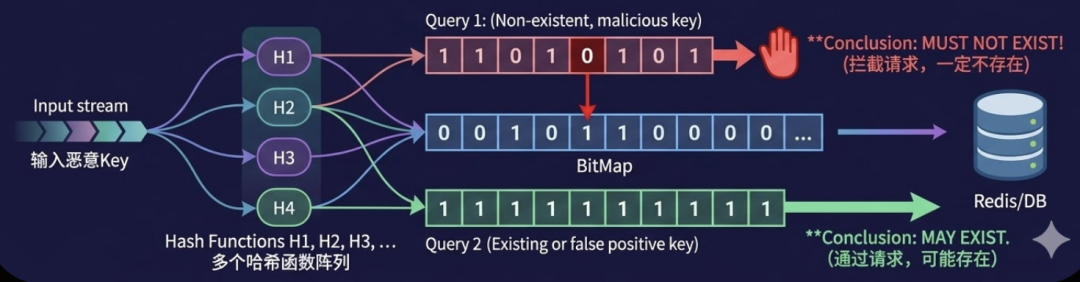 Query 1: (Non-existent, malicious key)
1 1 0 1 0 1 0 1
**Conclusion: MUST NOT EXIST!
(拦截请求，一定不存在)
Input stream
输入恶意Key
H1
H2
H3
H4
Hash Functions H1, H2, H3, ...
多个哈希函数阵列
0 0 1 0 1 1 0 0 0 0 ...
BitMap
1 1 1 1 1 1 1 1 1 1
Query 2 (Existing or false positive key)
Redis/DB
**Conclusion: MAY EXIST.
(通过请求，可能存在)